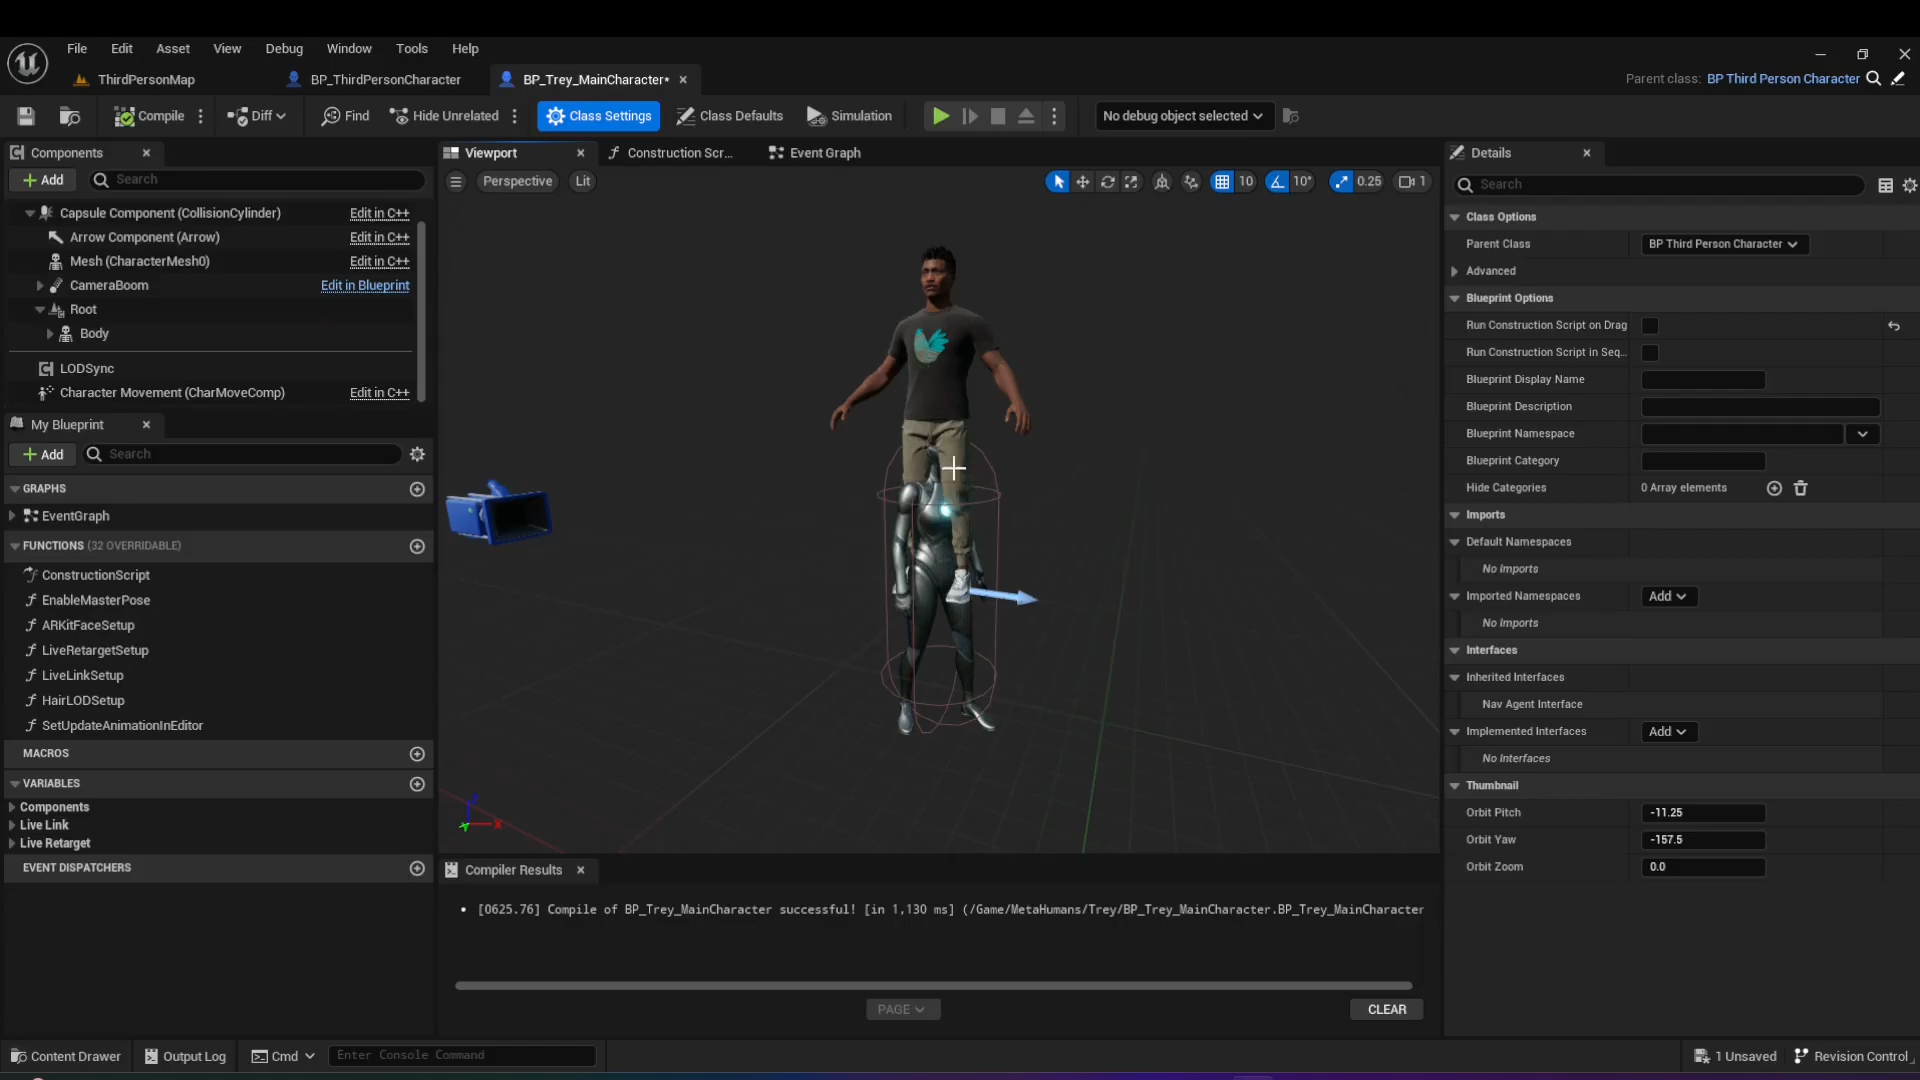 File Edit Asset View Debug Window Tools Help
ThirdPersonMap BP_ThirdPersonCharacter BP_Trey_MainCharacter* Parent class: BP Third Person Character
Compile Diff Find Hide Unrelated Class Settings Class Defaults Simulation No debug object selected
Components
Add Search
Capsule Component (CollisionCylinder) Edit in C++
Arrow Component (Arrow) Edit in C++
Mesh (CharacterMesh0) Edit in C++
CameraBoom Edit in Blueprint
Root
Body
LODSync
Character Movement (CharMoveComp) Edit in C++
My Blueprint
Add Search
GRAPHS
EventGraph
FUNCTIONS (32 OVERRIDABLE)
ConstructionScript
EnableMasterPose
ARKitFaceSetup
LiveRetargetSetup
LiveLinkSetup
HairLODSetup
SetUpdateAnimationInEditor
MACROS
VARIABLES
Components
Live Link
Live Retarget
EVENT DISPATCHERS
Viewport Construction Scr... Event Graph
Perspective Lit 10 10° 0.25 1
Z
Y X
Compiler Results
[0625.76] Compile of BP_Trey_MainCharacter successful! [in 1,130 ms] (/Game/MetaHumans/Trey/BP_Trey_MainCharacter.BP_Trey_MainCharacter
PAGE CLEAR
Details
Search
Class Options
Parent Class BP Third Person Character
Advanced
Blueprint Options
Run Construction Script on Drag
Run Construction Script in Seq...
Blueprint Display Name
Blueprint Description
Blueprint Namespace
Blueprint Category
Hide Categories 0 Array elements
Imports
Default Namespaces
No Imports
Imported Namespaces Add
No Imports
Interfaces
Inherited Interfaces
Nav Agent Interface
Implemented Interfaces Add
No Interfaces
Thumbnail
Orbit Pitch -11.25
Orbit Yaw -157.5
Orbit Zoom 0.0
Content Drawer Output Log Cmd Enter Console Command 1 Unsaved Revision Control